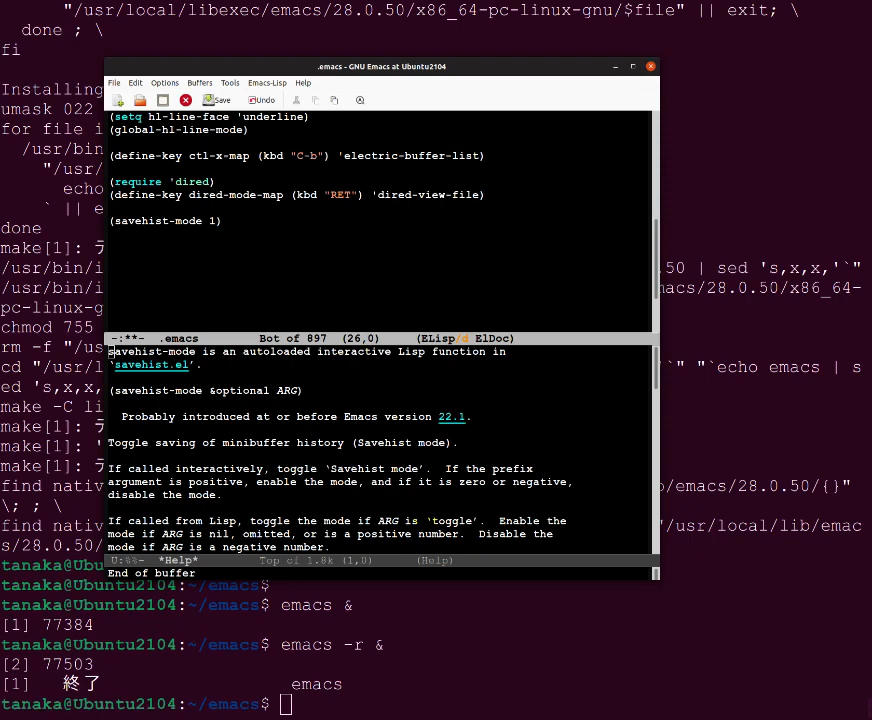 "/usr/local/libexec/emacs/28.0.50/x86_64-pc-linux-gnu/$file" || exit; \
done ; \
fi
.emacs - GNU Emacs at Ubuntu2104
File Edit Options Buffers Tools Emacs-Lisp Help
Save Undo
(setq hl-line-face 'underline)
(global-hl-line-mode)
(define-key ctl-x-map (kbd "C-b") 'electric-buffer-list)
(require 'dired)
(define-key dired-mode-map (kbd "RET") 'dired-view-file)
(savehist-mode 1)
-:**- .emacs Bot of 897 (26,0) (ELisp/d ElDoc)
savehist-mode is an autoloaded interactive Lisp function in
‘savehist.el’.
(savehist-mode &optional ARG)
Probably introduced at or before Emacs version 22.1.
Toggle saving of minibuffer history (Savehist mode).
If called interactively, toggle ‘Savehist mode’. If the prefix
argument is positive, enable the mode, and if it is zero or negative,
disable the mode.
If called from Lisp, toggle the mode if ARG is ‘toggle’. Enable the
mode if ARG is nil, omitted, or is a positive number. Disable the
mode if ARG is a negative number.
U:%%- *Help* Top of 1.8k (1,0) (Help)
End of buffer
Installing
umask 022
for file i
/usr/bin
"/usr/
echo
` || e
done
make[1]: デ
/usr/bin/i .50 | sed 's,x,x,'`"
/usr/bin/i macs/28.0.50/x86_64-
pc-linux-g
chmod 755
rm -f "/us
cd "/usr/l `" "`echo emacs | s
ed 's,x,x,
make -C li
make[1]: デ
make[1]: '
make[1]: デ
find nativ b/emacs/28.0.50/{}"
\; ; \
find nativ "/usr/local/lib/emac
s/28.0.50/
tanaka@Ubu
tanaka@Ubuntu2104:~/emacs$
tanaka@Ubuntu2104:~/emacs$ emacs &
[1] 77384
tanaka@Ubuntu2104:~/emacs$ emacs -r &
[2] 77503
[1] 終了 emacs
tanaka@Ubuntu2104:~/emacs$